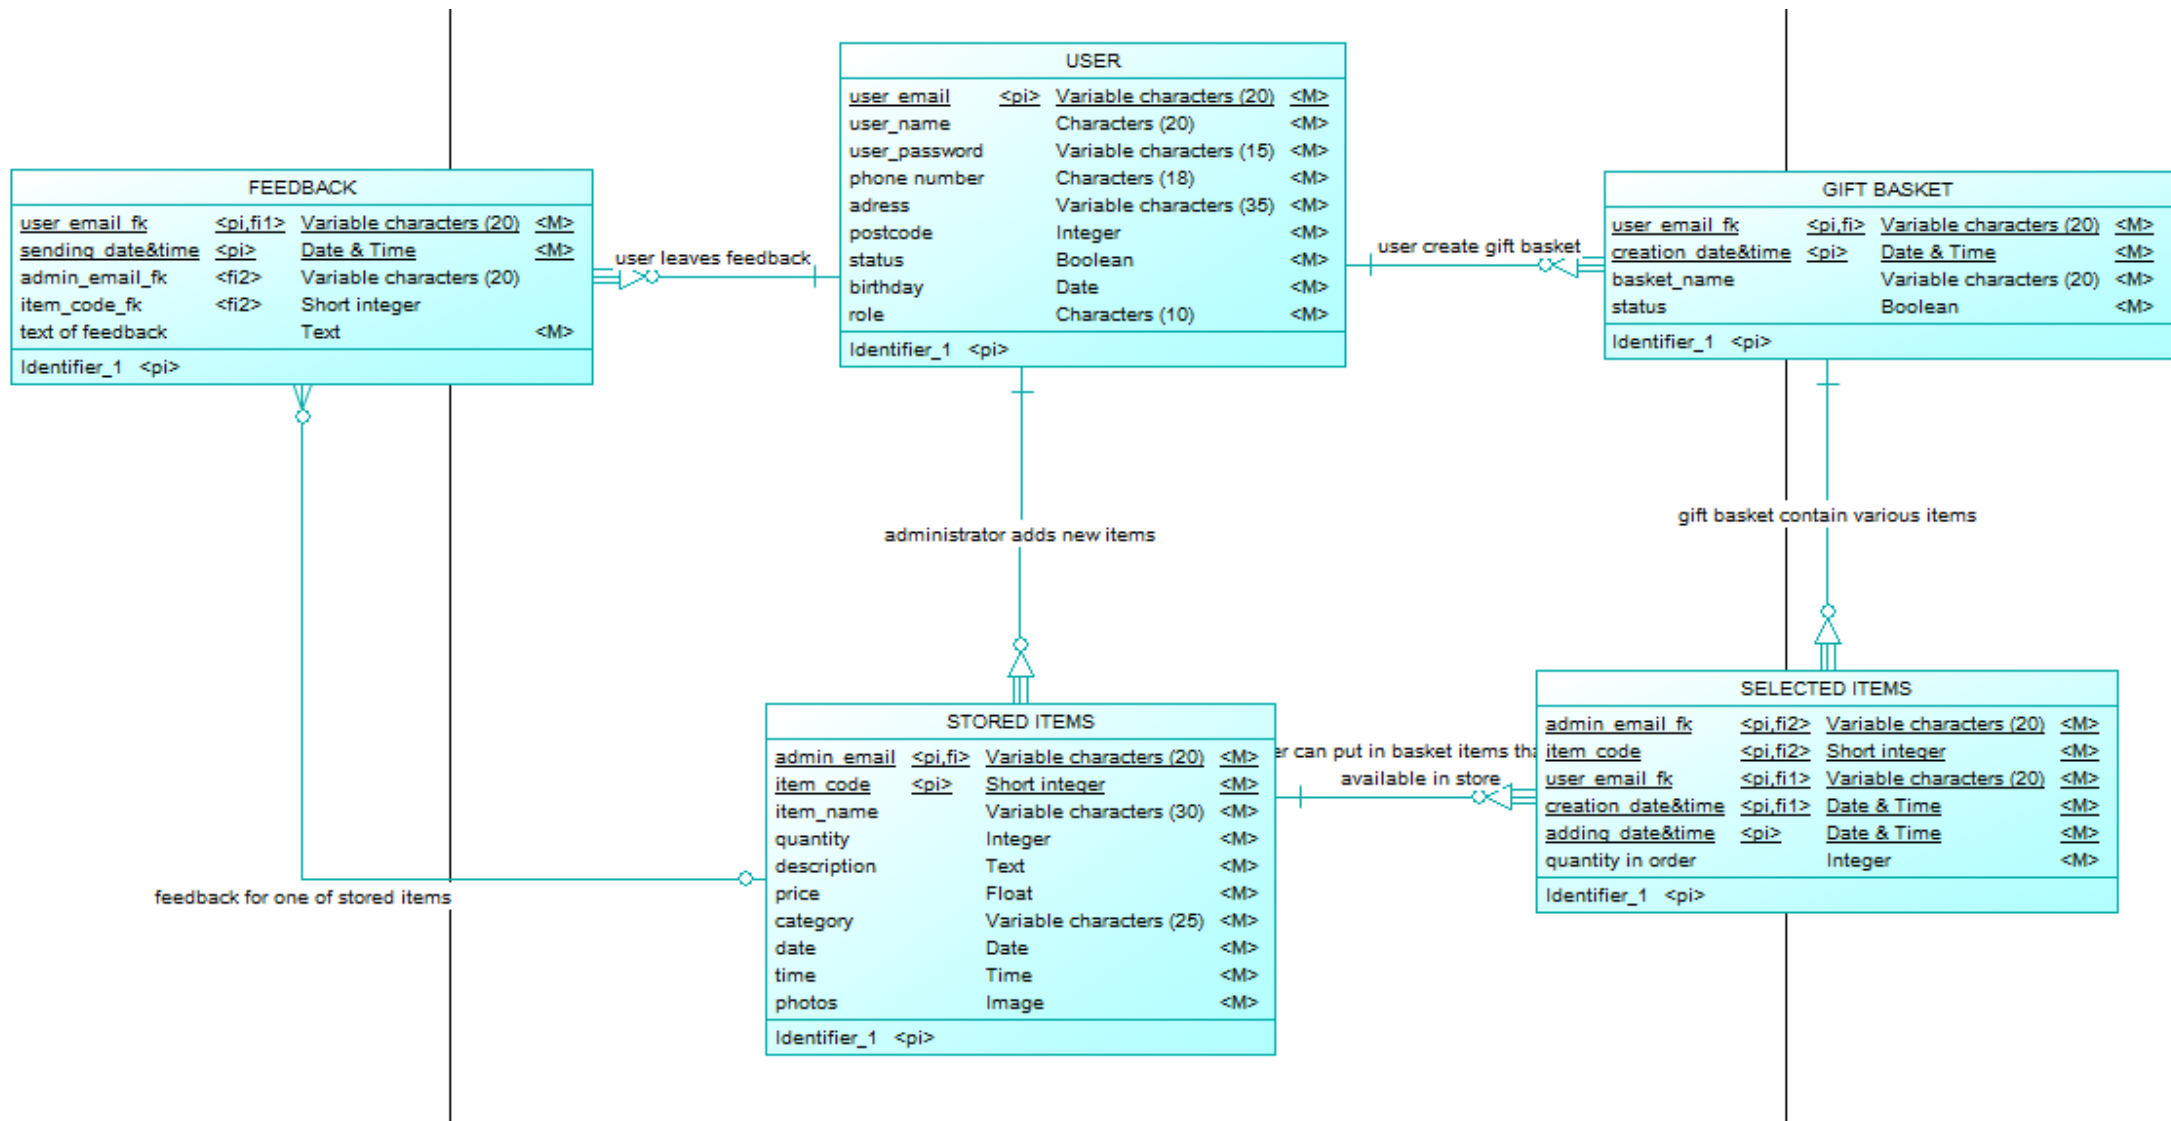 USER
user_email <pi> Variable characters (20) <M>
user_name Characters (20) <M>
user_password Variable characters (15) <M>
phone number Characters (18) <M>
adress Variable characters (35) <M>
postcode Integer <M>
status Boolean <M>
birthday Date <M>
role Characters (10) <M>
Identifier_1 <pi>
FEEDBACK
user_email_fk <pi,fi1> Variable characters (20) <M>
sending_date&time <pi> Date & Time <M>
admin_email_fk <fi2> Variable characters (20)
item_code_fk <fi2> Short integer
text of feedback Text <M>
Identifier_1 <pi>
user leaves feedback
user create gift basket
GIFT BASKET
user_email_fk <pi,fi> Variable characters (20) <M>
creation_date&time <pi> Date & Time <M>
basket_name Variable characters (20) <M>
status Boolean <M>
Identifier_1 <pi>
administrator adds new items
gift basket contain various items
feedback for one of stored items
STORED ITEMS
admin_email <pi,fi> Variable characters (20) <M>
item_code <pi> Short integer <M>
item_name Variable characters (30) <M>
quantity Integer <M>
description Text <M>
price Float <M>
category Variable characters (25) <M>
date Date <M>
time Time <M>
photos Image <M>
Identifier_1 <pi>
can put in basket items
available in store
SELECTED ITEMS
admin_email_fk <pi,fi2> Variable characters (20) <M>
item_code <pi,fi2> Short integer <M>
user_email_fk <pi,fi1> Variable characters (20) <M>
creation_date&time <pi,fi1> Date & Time <M>
adding_date&time <pi> Date & Time <M>
quantity in order Integer <M>
Identifier_1 <pi>